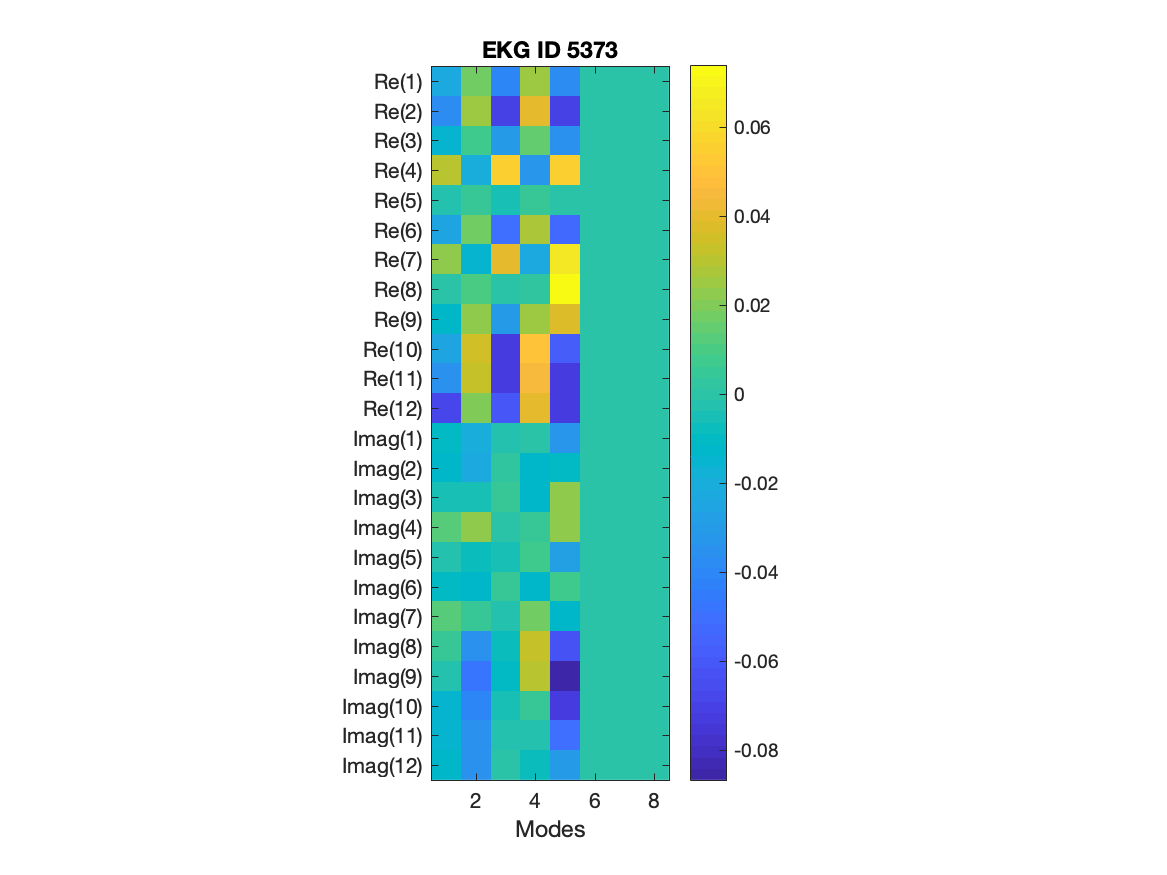 EKG ID 5373
Re(1)
Re(2)
Re(3)
Re(4)
Re(5)
Re(6)
Re(7)
Re(8)
Re(9)
Re(10)
Re(11)
Re(12)
Imag(1)
Imag(2)
Imag(3)
Imag(4)
Imag(5)
Imag(6)
Imag(7)
Imag(8)
Imag(9)
Imag(10)
Imag(11)
Imag(12)
2 4 6 8
Modes
0.06
0.04
0.02
0
-0.02
-0.04
-0.06
-0.08